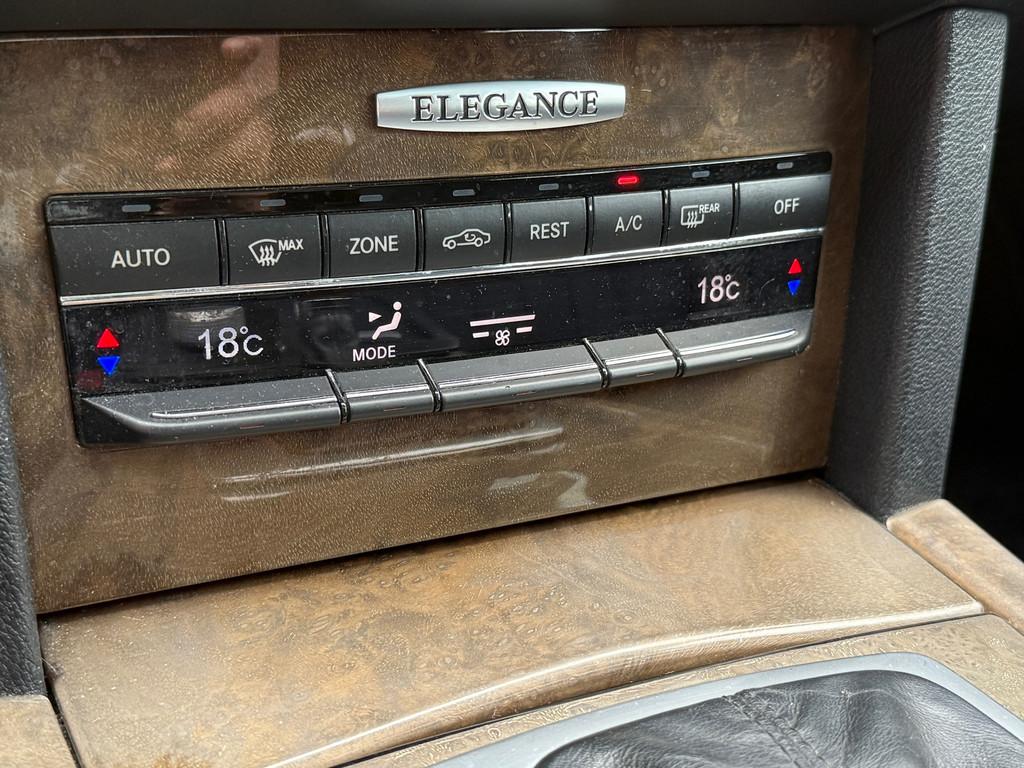 ELEGANCE
AUTO MAX ZONE REST A/C REAR OFF
18°C MODE 18°C